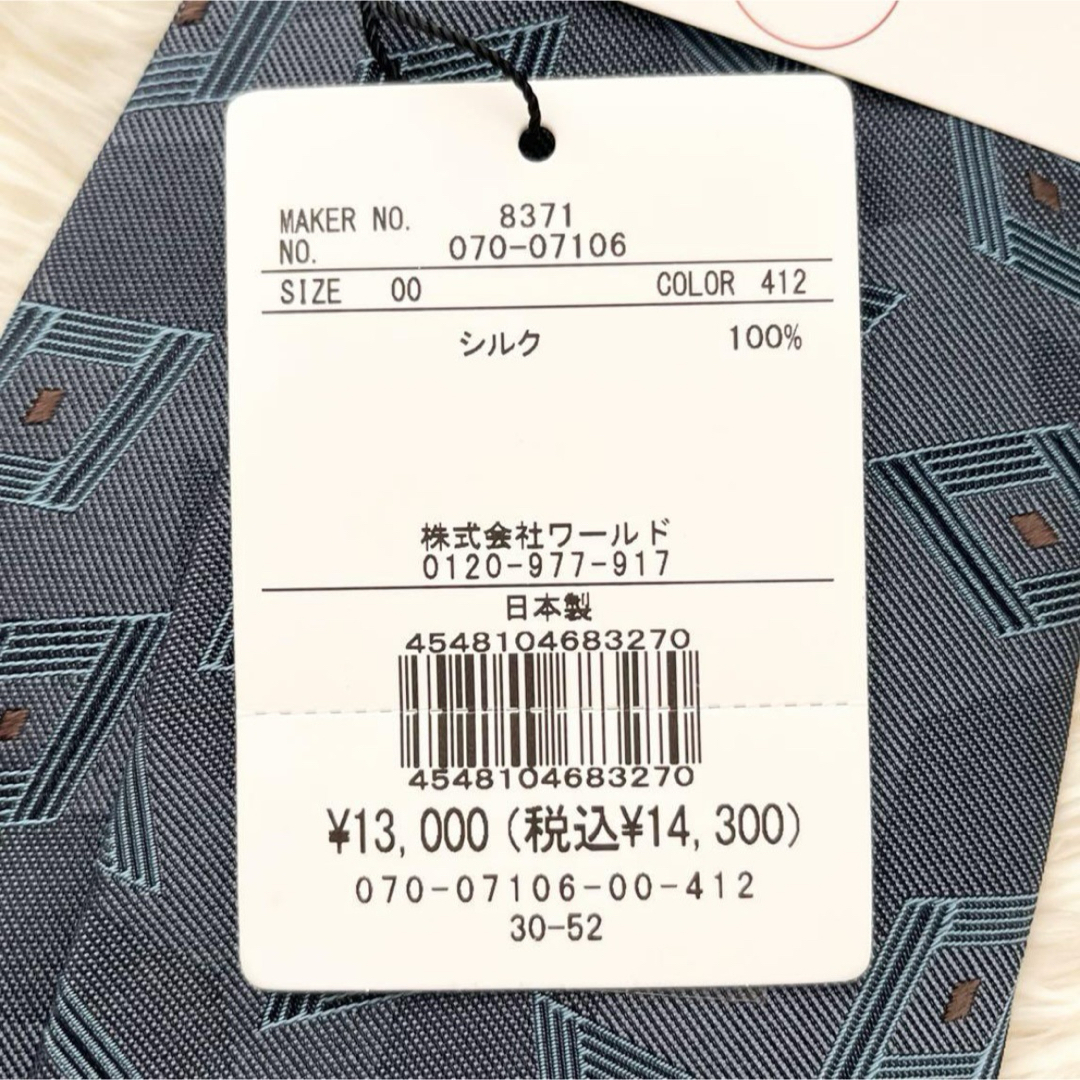 MAKER NO. 8371
NO. 070-07106
SIZE 00 COLOR 412
シルク 100%
株式会社ワールド
0120-977-917
日本製
4548104683270
4548104683270
¥13,000(税込¥14,300)
070-07106-00-412
30-52